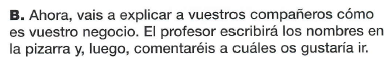 B. Ahora, vais a explicar a vuestros compañeros cómo
es vuestro negocio. El profesor escribirá los nombres en
la pizarra y, luego, comentaréis a cuáles os gustaría ir.